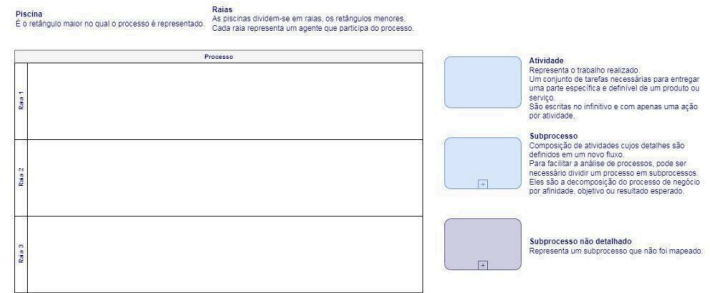 Piscina
É o retângulo maior no qual o processo é representado.
Raias
As piscinas dividem-se em raias, os retângulos menores.
Cada raia representa um agente que participa do processo.
Processo
Raia 1
Raia 2
Raia 3
Atividade
Representa o trabalho realizado.
Um conjunto de tarefas necessárias para entregar
uma parte específica e definível de um produto ou
serviço.
São escritas no infinitivo e com apenas uma ação
por atividade.
Subprocesso
Composição de atividades cujos detalhes são
definidos em um novo fluxo.
Para facilitar a análise de processos, pode ser
necessário dividir um processo em subprocessos.
Eles são a decomposição do processo de negócio
por afinidade, objetivo ou resultado esperado.
Subprocesso não detalhado
Representa um subprocesso que não foi mapeado.